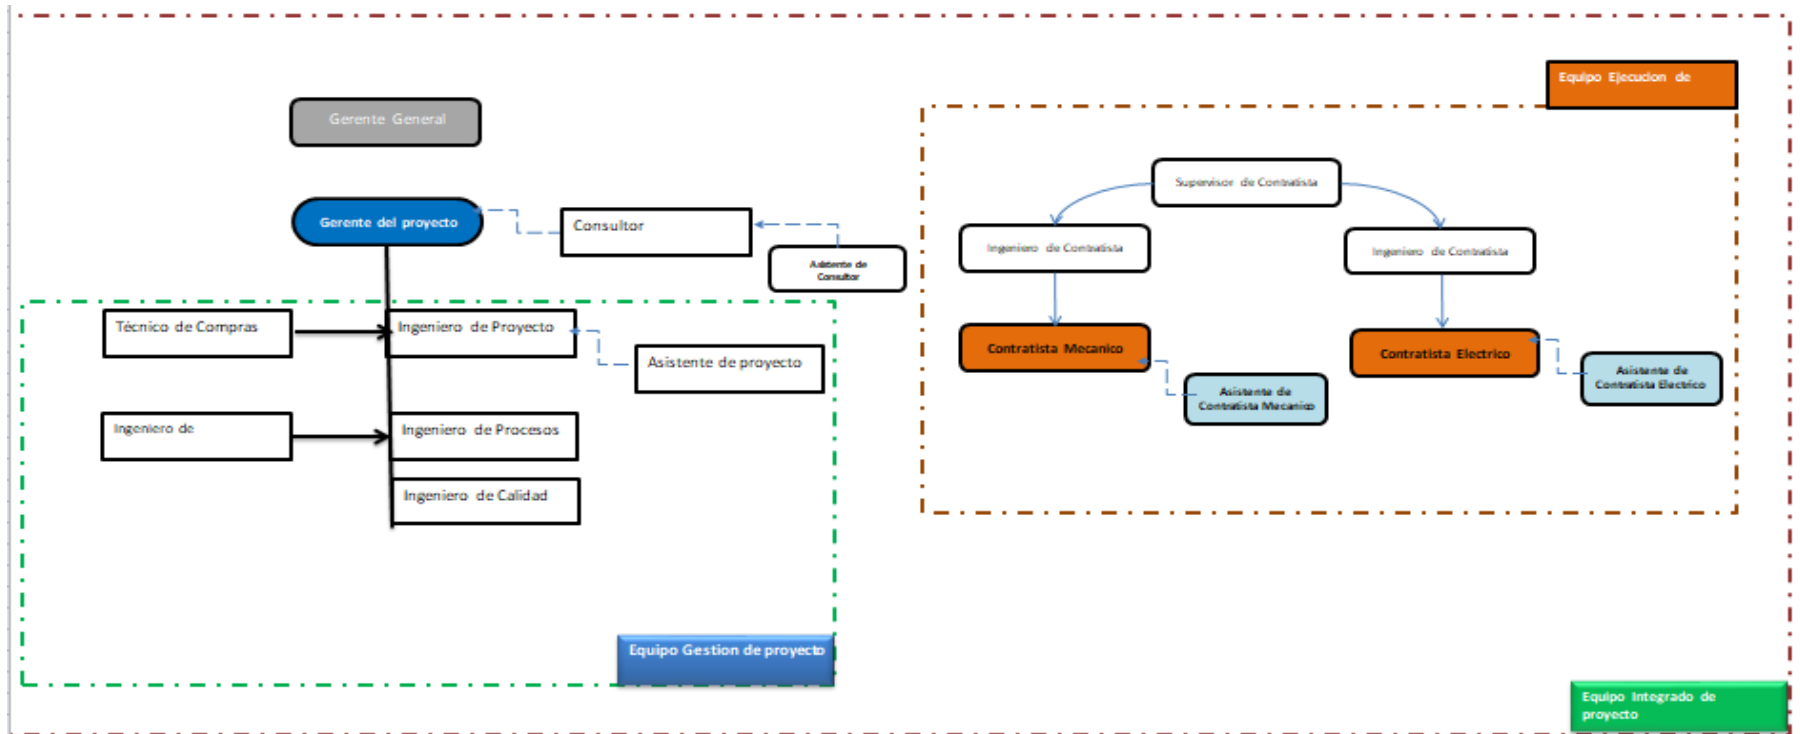 Equipo Ejecucion de
Gerente General
Supervisor de Contratista
Gerente del proyecto
Consultor
Asistente de
Consultor
Ingeniero de Contratista
Ingeniero de Contratista
Técnico de Compras
Ingeniero de Proyecto
Asistente de proyecto
Contratista Mecanico
Contratista Electrico
Asistente de
Contratista Mecanico
Asistente de
Contratista Electrico
Ingeniero de
Ingeniero de Procesos
Ingeniero de Calidad
Equipo Gestion de proyecto
Equipo Integrado de
proyecto